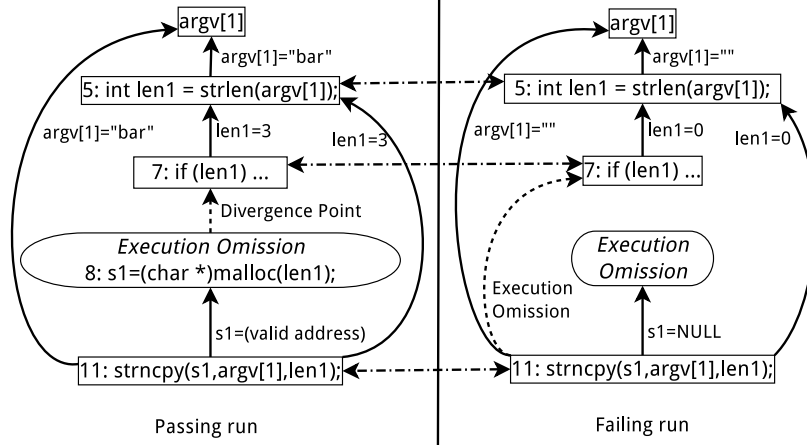 argv[1]
argv[1]="bar"
5: int len1 = strlen(argv[1]);
argv[1]="bar"
len1=3
len1=3
7: if (len1) ...
Divergence Point
Execution Omission
8: s1=(char *)malloc(len1);
s1=(valid address)
11: strncpy(s1,argv[1],len1);
Passing run
argv[1]
argv[1]=""
5: int len1 = strlen(argv[1]);
argv[1]=""
len1=0
len1=0
7: if (len1) ...
Execution
Omission
Execution
Omission
s1=NULL
11: strncpy(s1,argv[1],len1);
Failing run